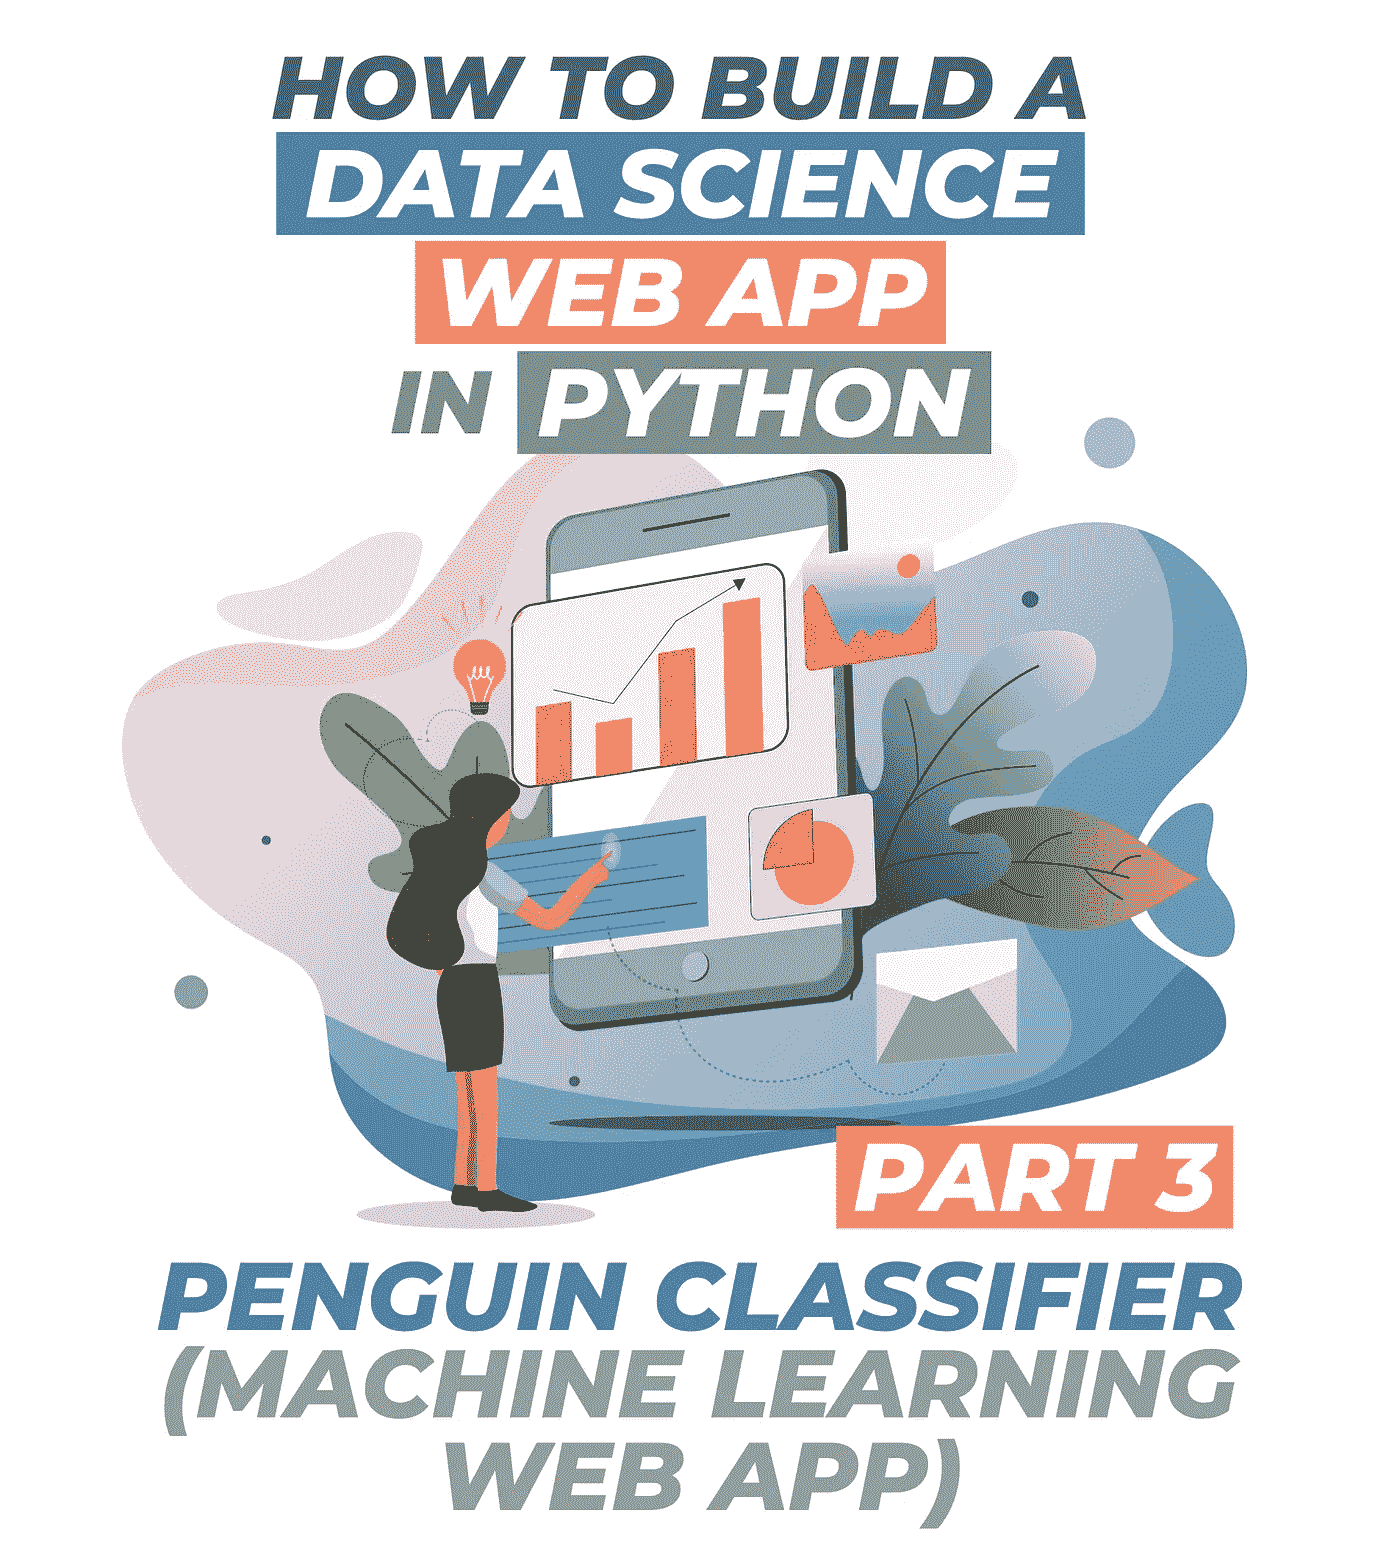 HOW TO BUILD A
DATA SCIENCE
WEB APP
IN PYTHON
PART 3
PENGUIN CLASSIFIER
(MACHINE LEARNING
WEB APP)